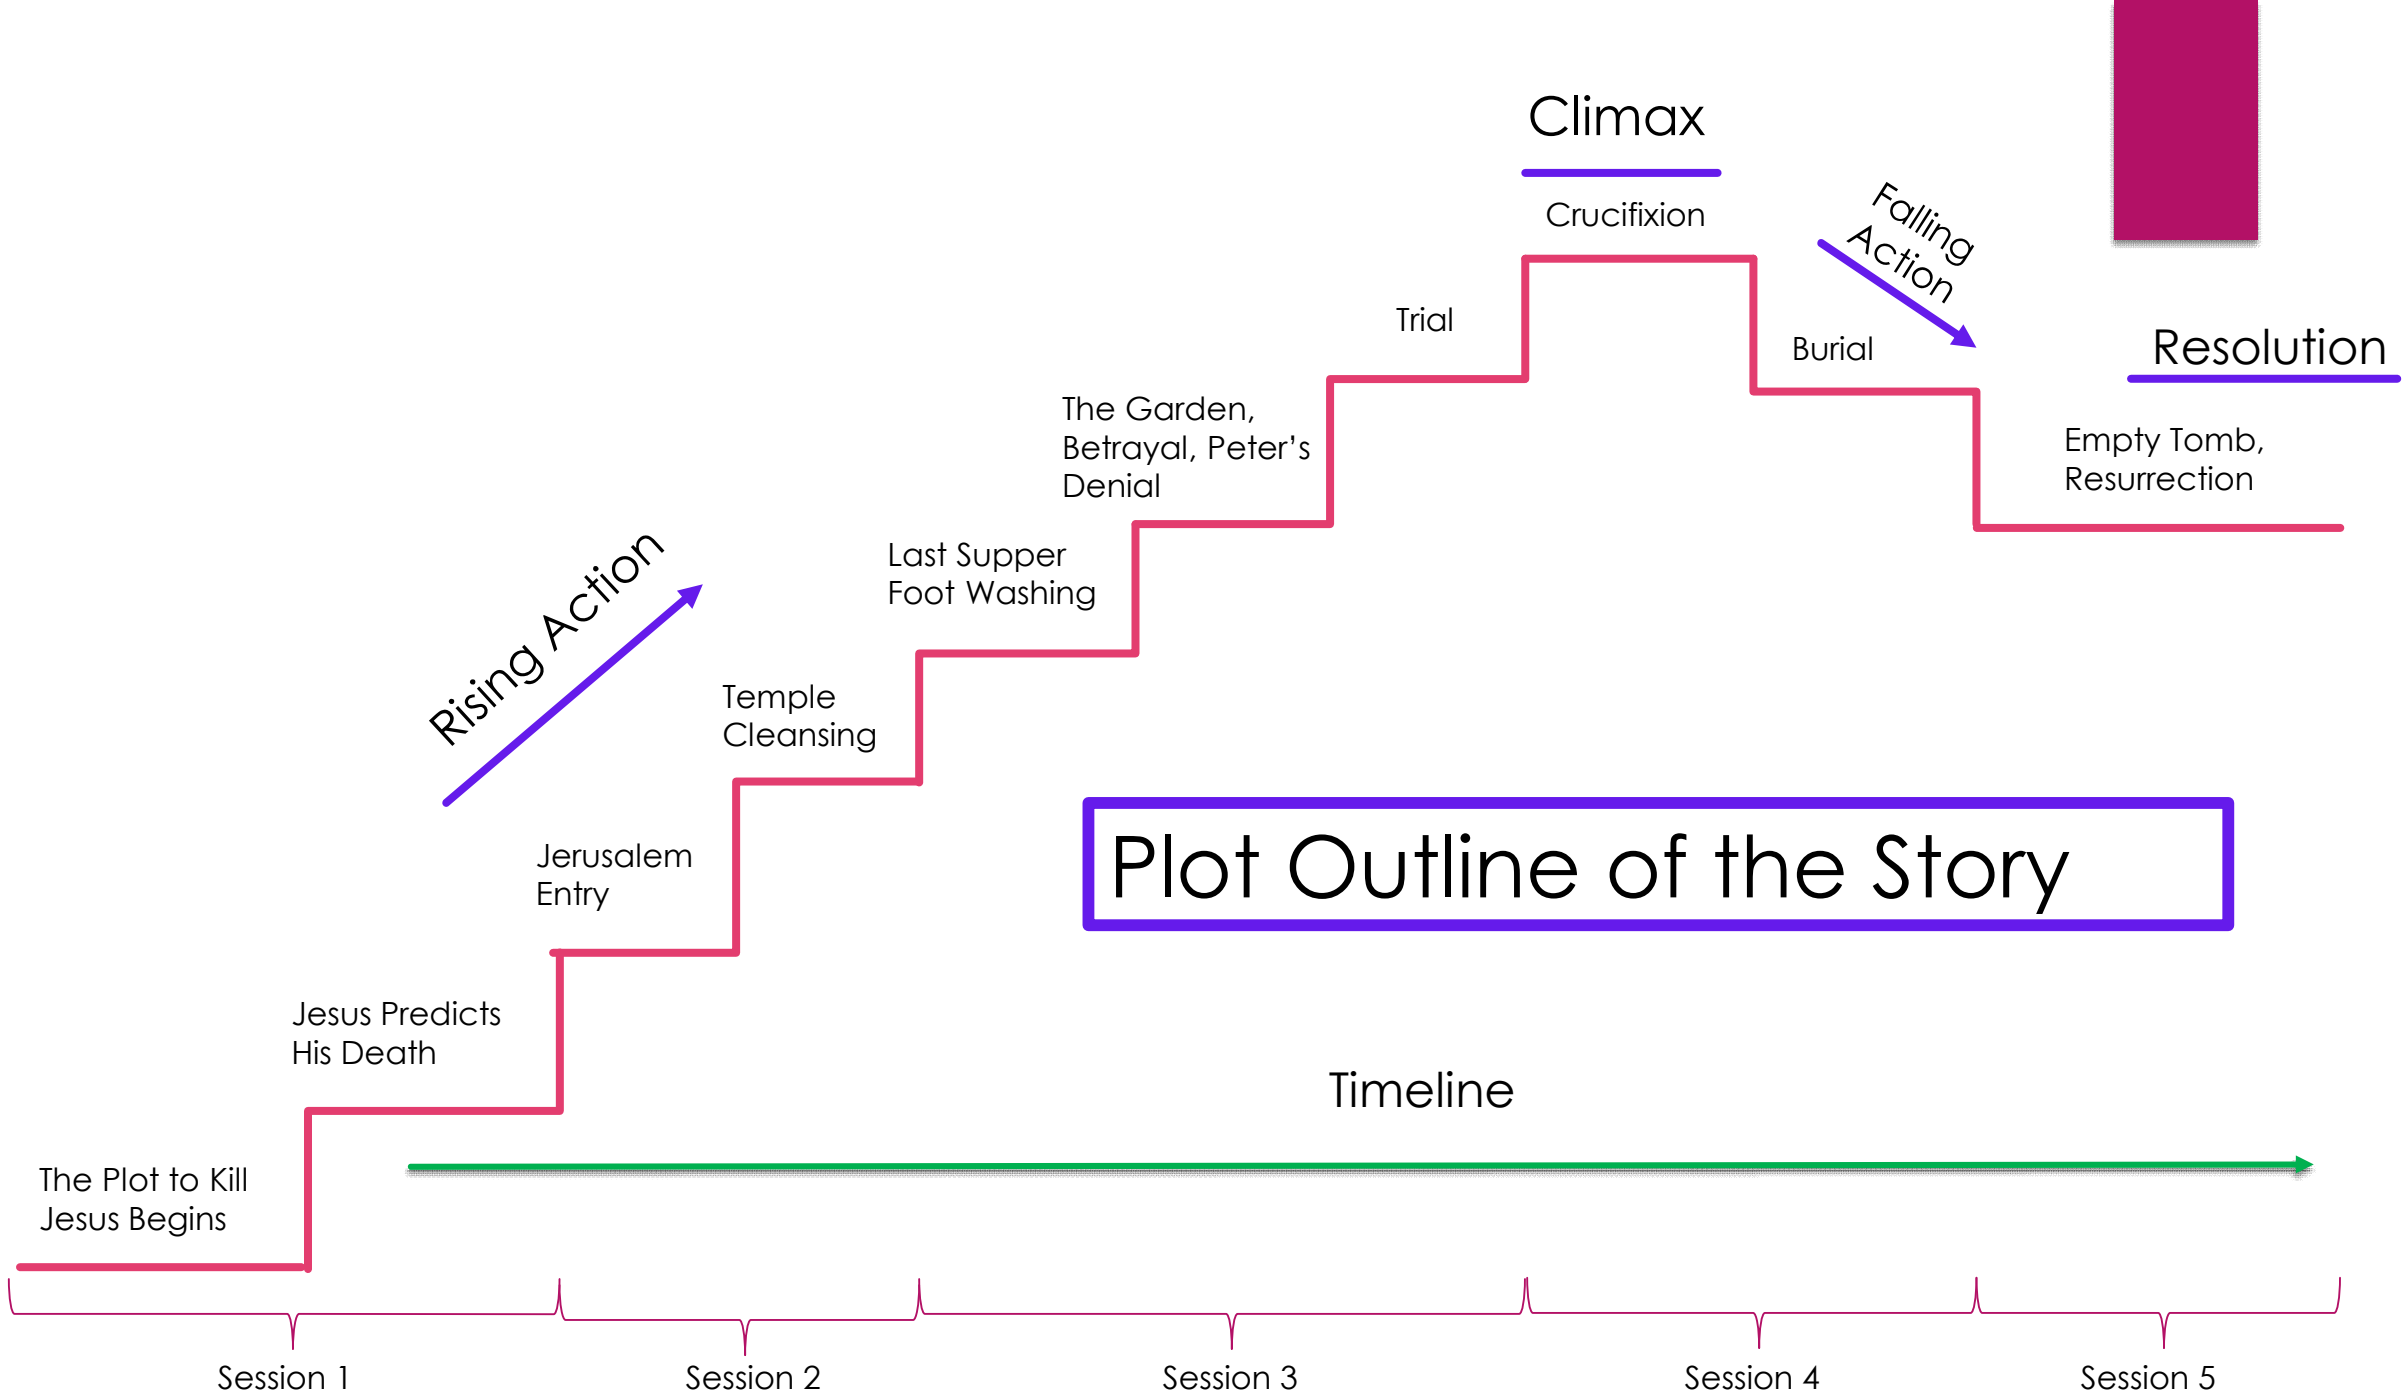 Climax
Crucifixion
Falling
Action
Resolution
Trial
Burial
The Garden,
Betrayal, Peter’s
Denial
Empty Tomb,
Resurrection
Rising Action
Last Supper
Foot Washing
Temple
Cleansing
Jerusalem
Entry
Plot Outline of the Story
Jesus Predicts
His Death
Timeline
The Plot to Kill
Jesus Begins
Session 1
Session 2
Session 3
Session 4
Session 5